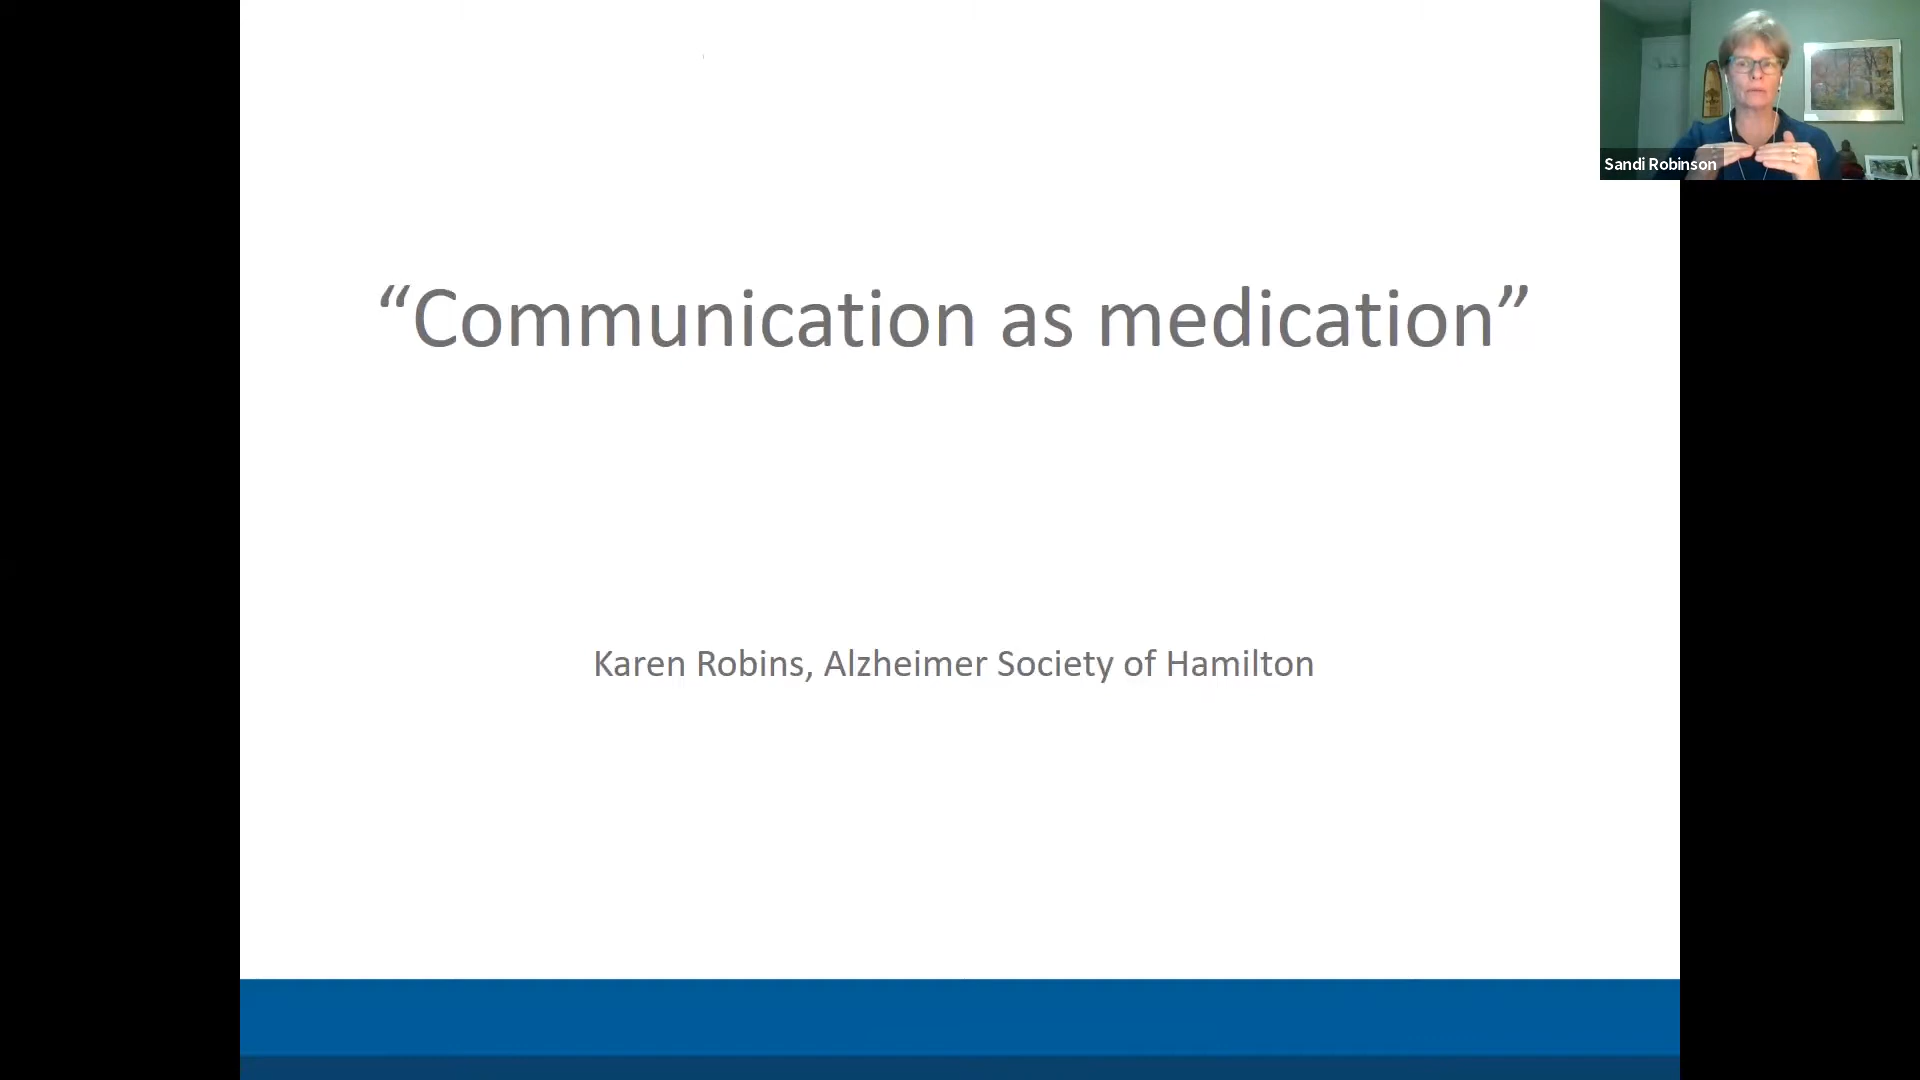 Sandi Robinson
“Communication as medication”
Karen Robins, Alzheimer Society of Hamilton